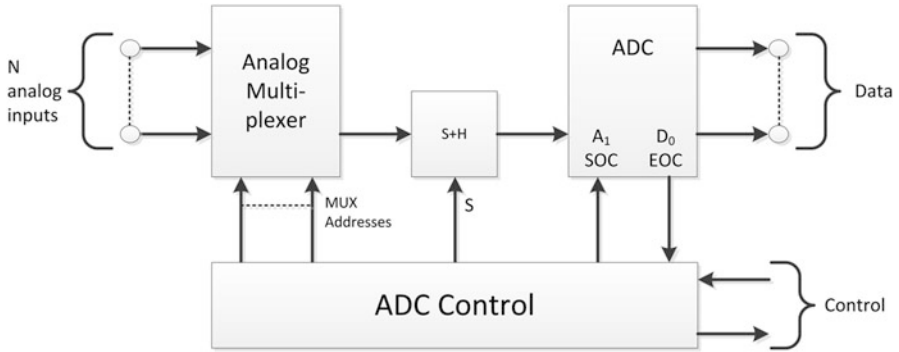 N
analog
inputs
Analog
Multi-
plexer
S+H
ADC
A₁
SOC
D₀
EOC
Data
MUX
Addresses
S
ADC Control
Control